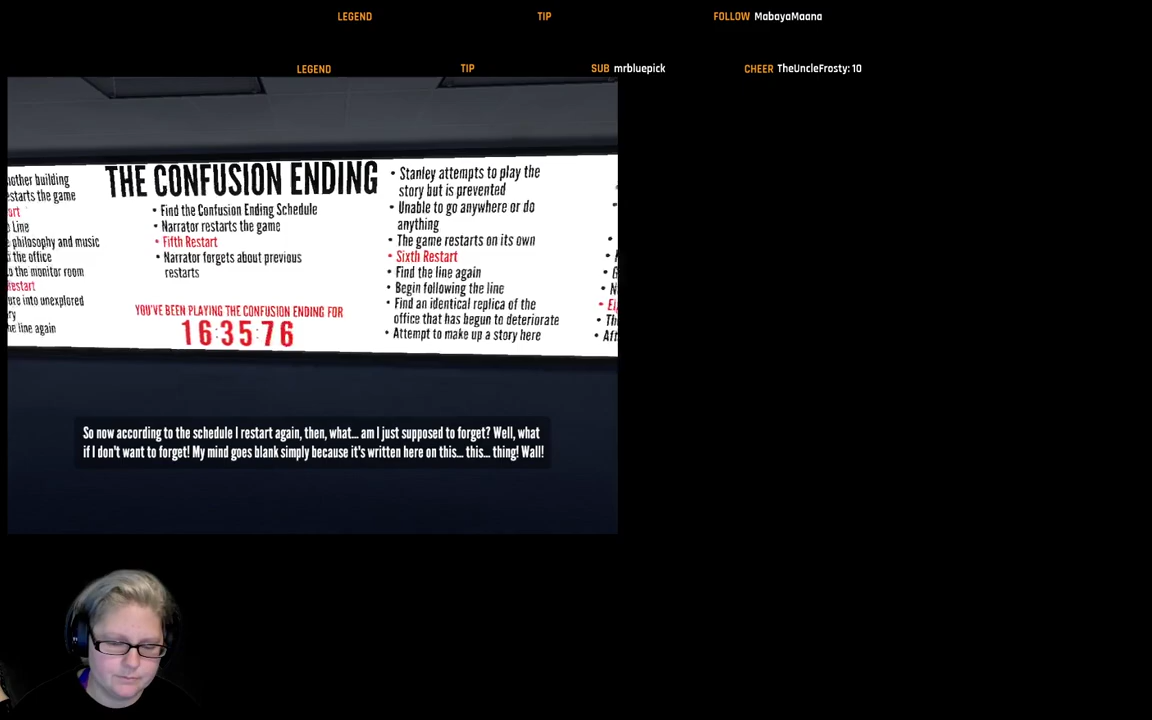 LEGEND TIP FOLLOW MabayaMaana
LEGEND TIP SUB mrbluepick CHEER TheUncleFrosty: 10
other building
estarts the game
Line
philosophy and music
the office
o the monitor room
estart
ure into unexplored
he line again
THE CONFUSION ENDING
• Find the Confusion Ending Schedule
• Narrator restarts the game
• Fifth Restart
• Narrator forgets about previous
restarts
YOU'VE BEEN PLAYING THE CONFUSION ENDING FOR
16:35:76
• Stanley attempts to play the
story but is prevented
• Unable to go anywhere or do
anything
• The game restarts on its own
• Sixth Restart
• Find the line again
• Begin following the line
• Find an identical replica of the
office that has begun to deteriorate
• Attempt to make up a story here
So now according to the schedule I restart again, then, what... am I just supposed to forget? Well, what
if I don't want to forget! My mind goes blank simply because it's written here on this... this... thing! Wall!